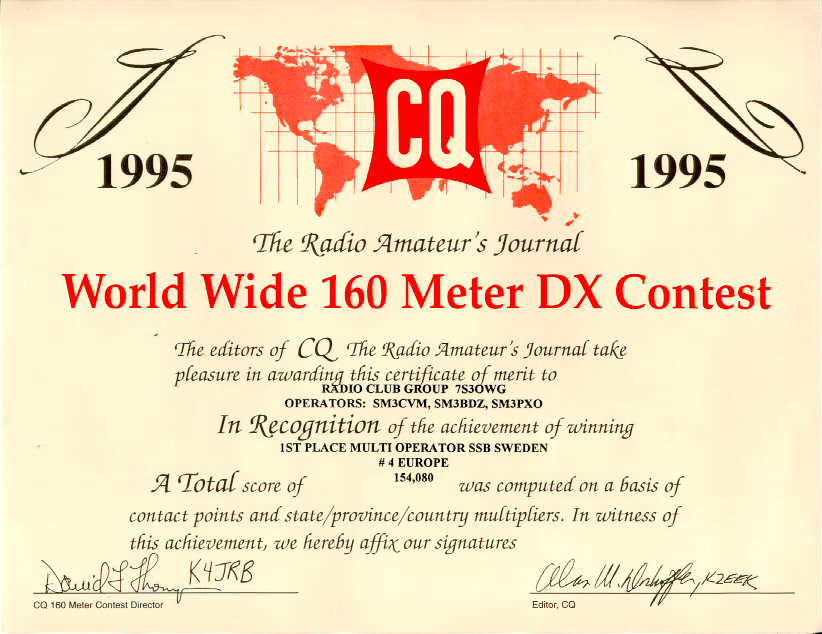 1995
CQ
1995
The Radio Amateur's Journal
World Wide 160 Meter DX Contest
The editors of CQ The Radio Amateur's Journal take
pleasure in awarding this certificate of merit to
RADIO CLUB GROUP 7S3OWG
OPERATORS: SM3CVM, SM3BDZ, SM3PXO
In Recognition of the achievement of winning
1ST PLACE MULTI OPERATOR SSB SWEDEN
# 4 EUROPE
A Total score of 154,080 was computed on a basis of
contact points and state/province/country multipliers. In witness of
this achievement, we hereby affix our signatures
David L Thompson K4JRB
CQ 160 Meter Contest Director
Alan M. Dorhoffer, K2EEK
Editor, CQ